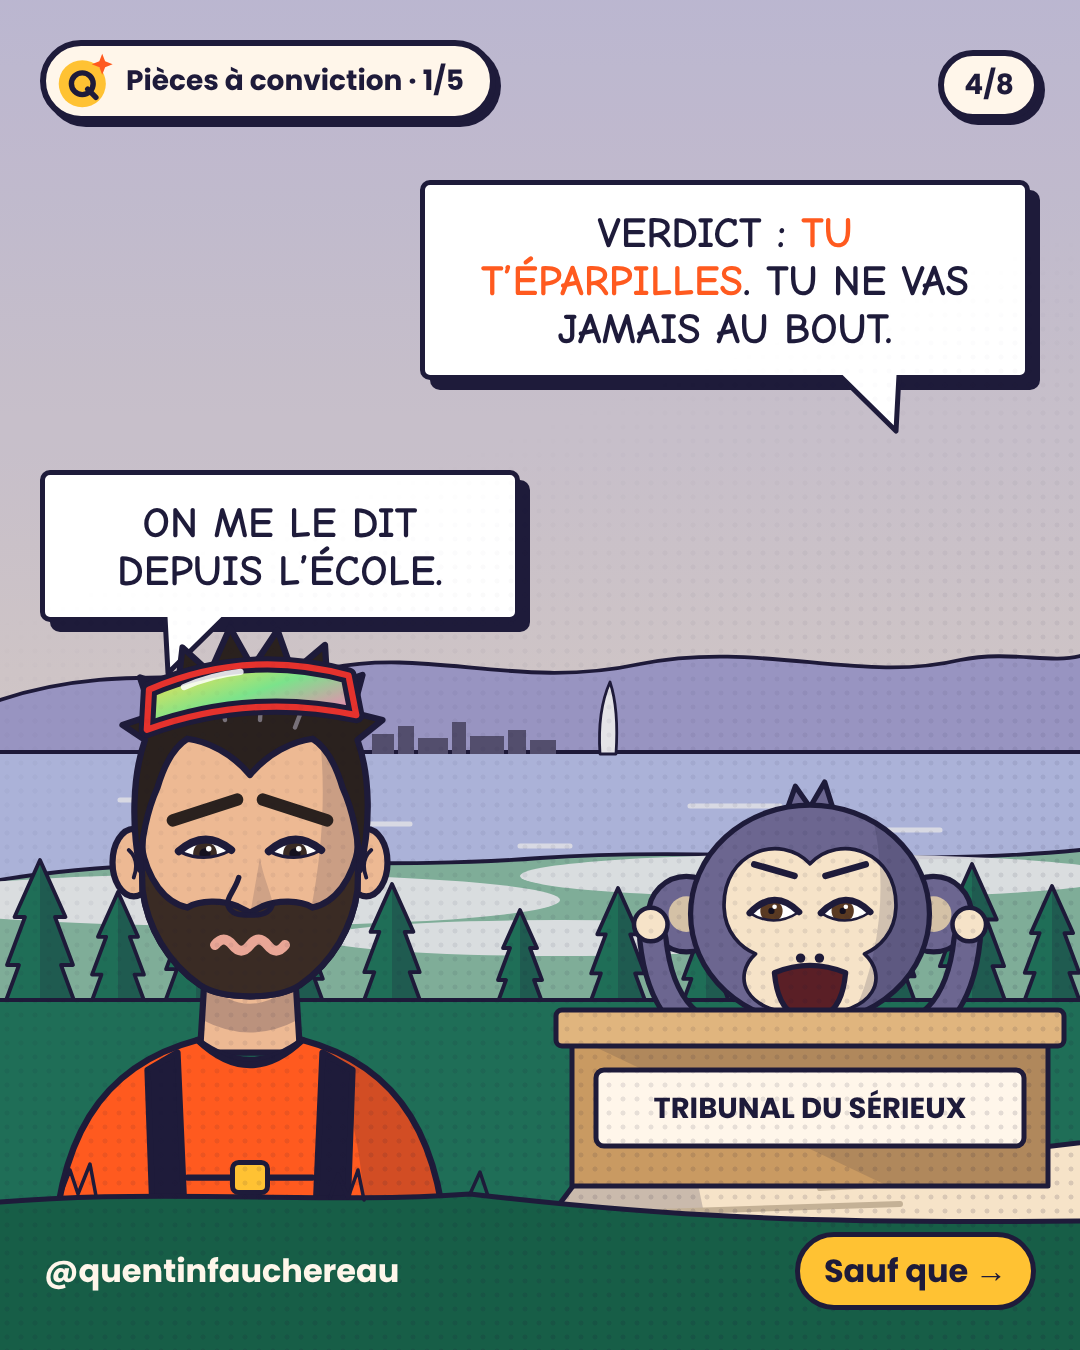 Q
Pièces à conviction · 1/5
4/8
VERDICT : TU
T'ÉPARPILLES. TU NE VAS
JAMAIS AU BOUT.
ON ME LE DIT
DEPUIS L'ÉCOLE.
TRIBUNAL DU SÉRIEUX
@quentinfauchereau
Sauf que →